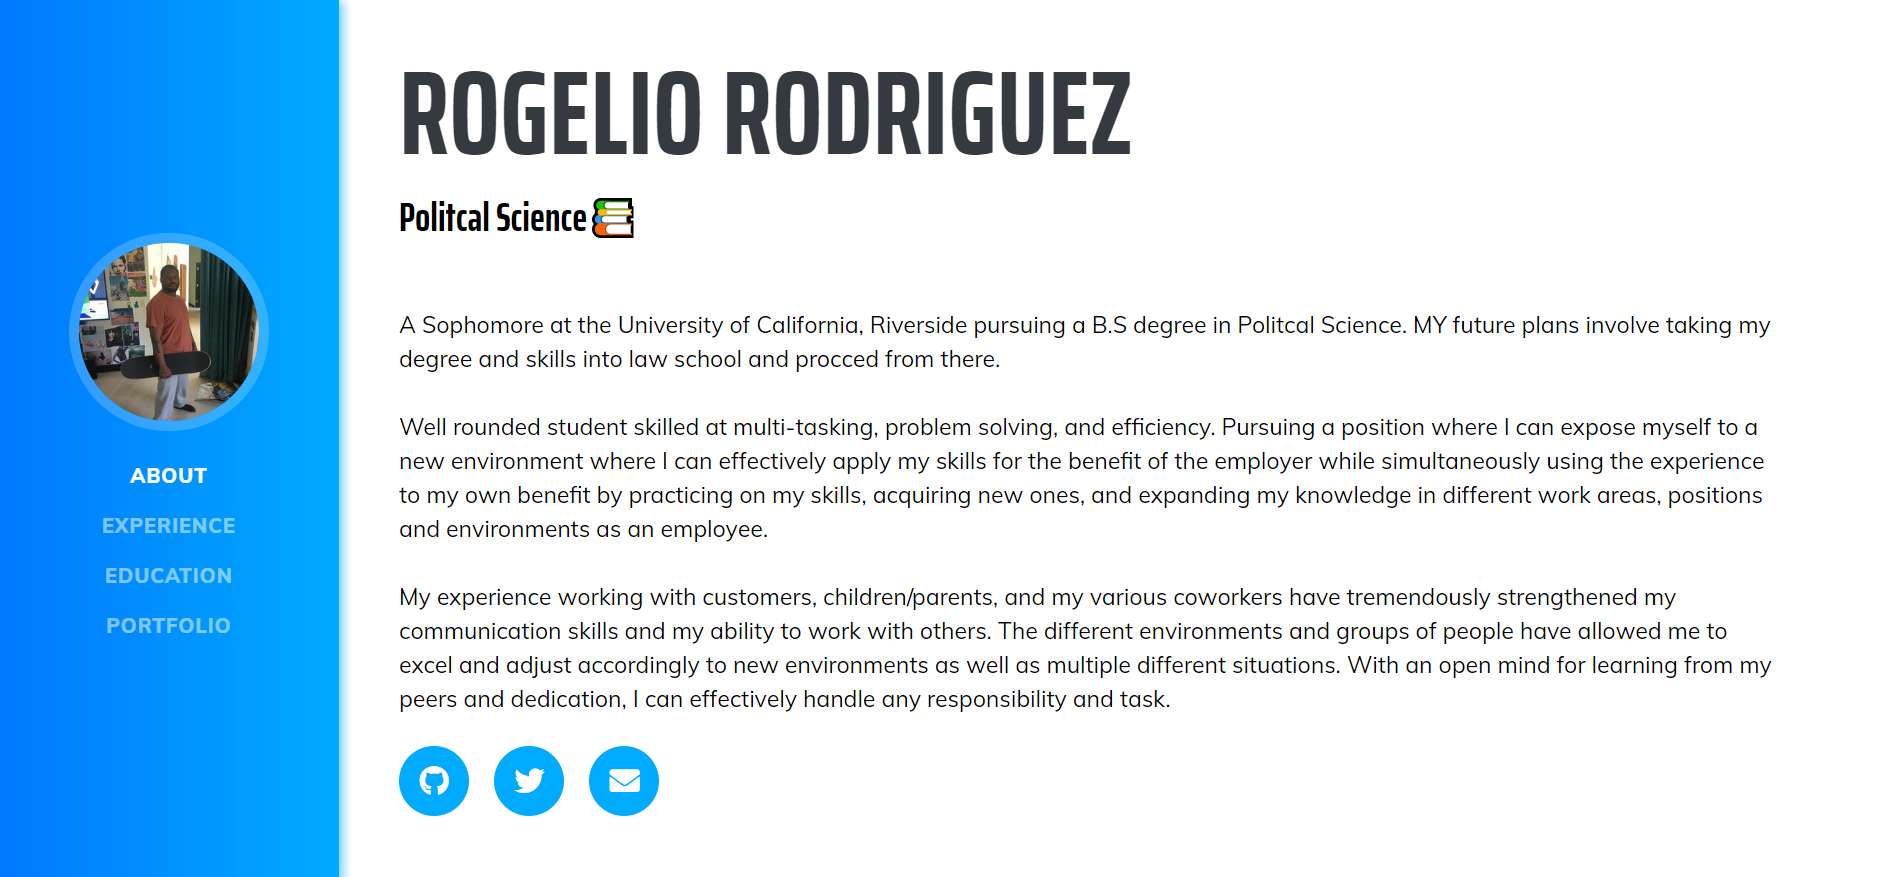 ROGELIO RODRIGUEZ
Politcal Science
A Sophomore at the University of California, Riverside pursuing a B.S degree in Politcal Science. MY future plans involve taking my
degree and skills into law school and procced from there.
Well rounded student skilled at multi-tasking, problem solving, and efficiency. Pursuing a position where I can expose myself to a
new environment where I can effectively apply my skills for the benefit of the employer while simultaneously using the experience
to my own benefit by practicing on my skills, acquiring new ones, and expanding my knowledge in different work areas, positions
and environments as an employee.
My experience working with customers, children/parents, and my various coworkers have tremendously strengthened my
communication skills and my ability to work with others. The different environments and groups of people have allowed me to
excel and adjust accordingly to new environments as well as multiple different situations. With an open mind for learning from my
peers and dedication, I can effectively handle any responsibility and task.
ABOUT
EXPERIENCE
EDUCATION
PORTFOLIO